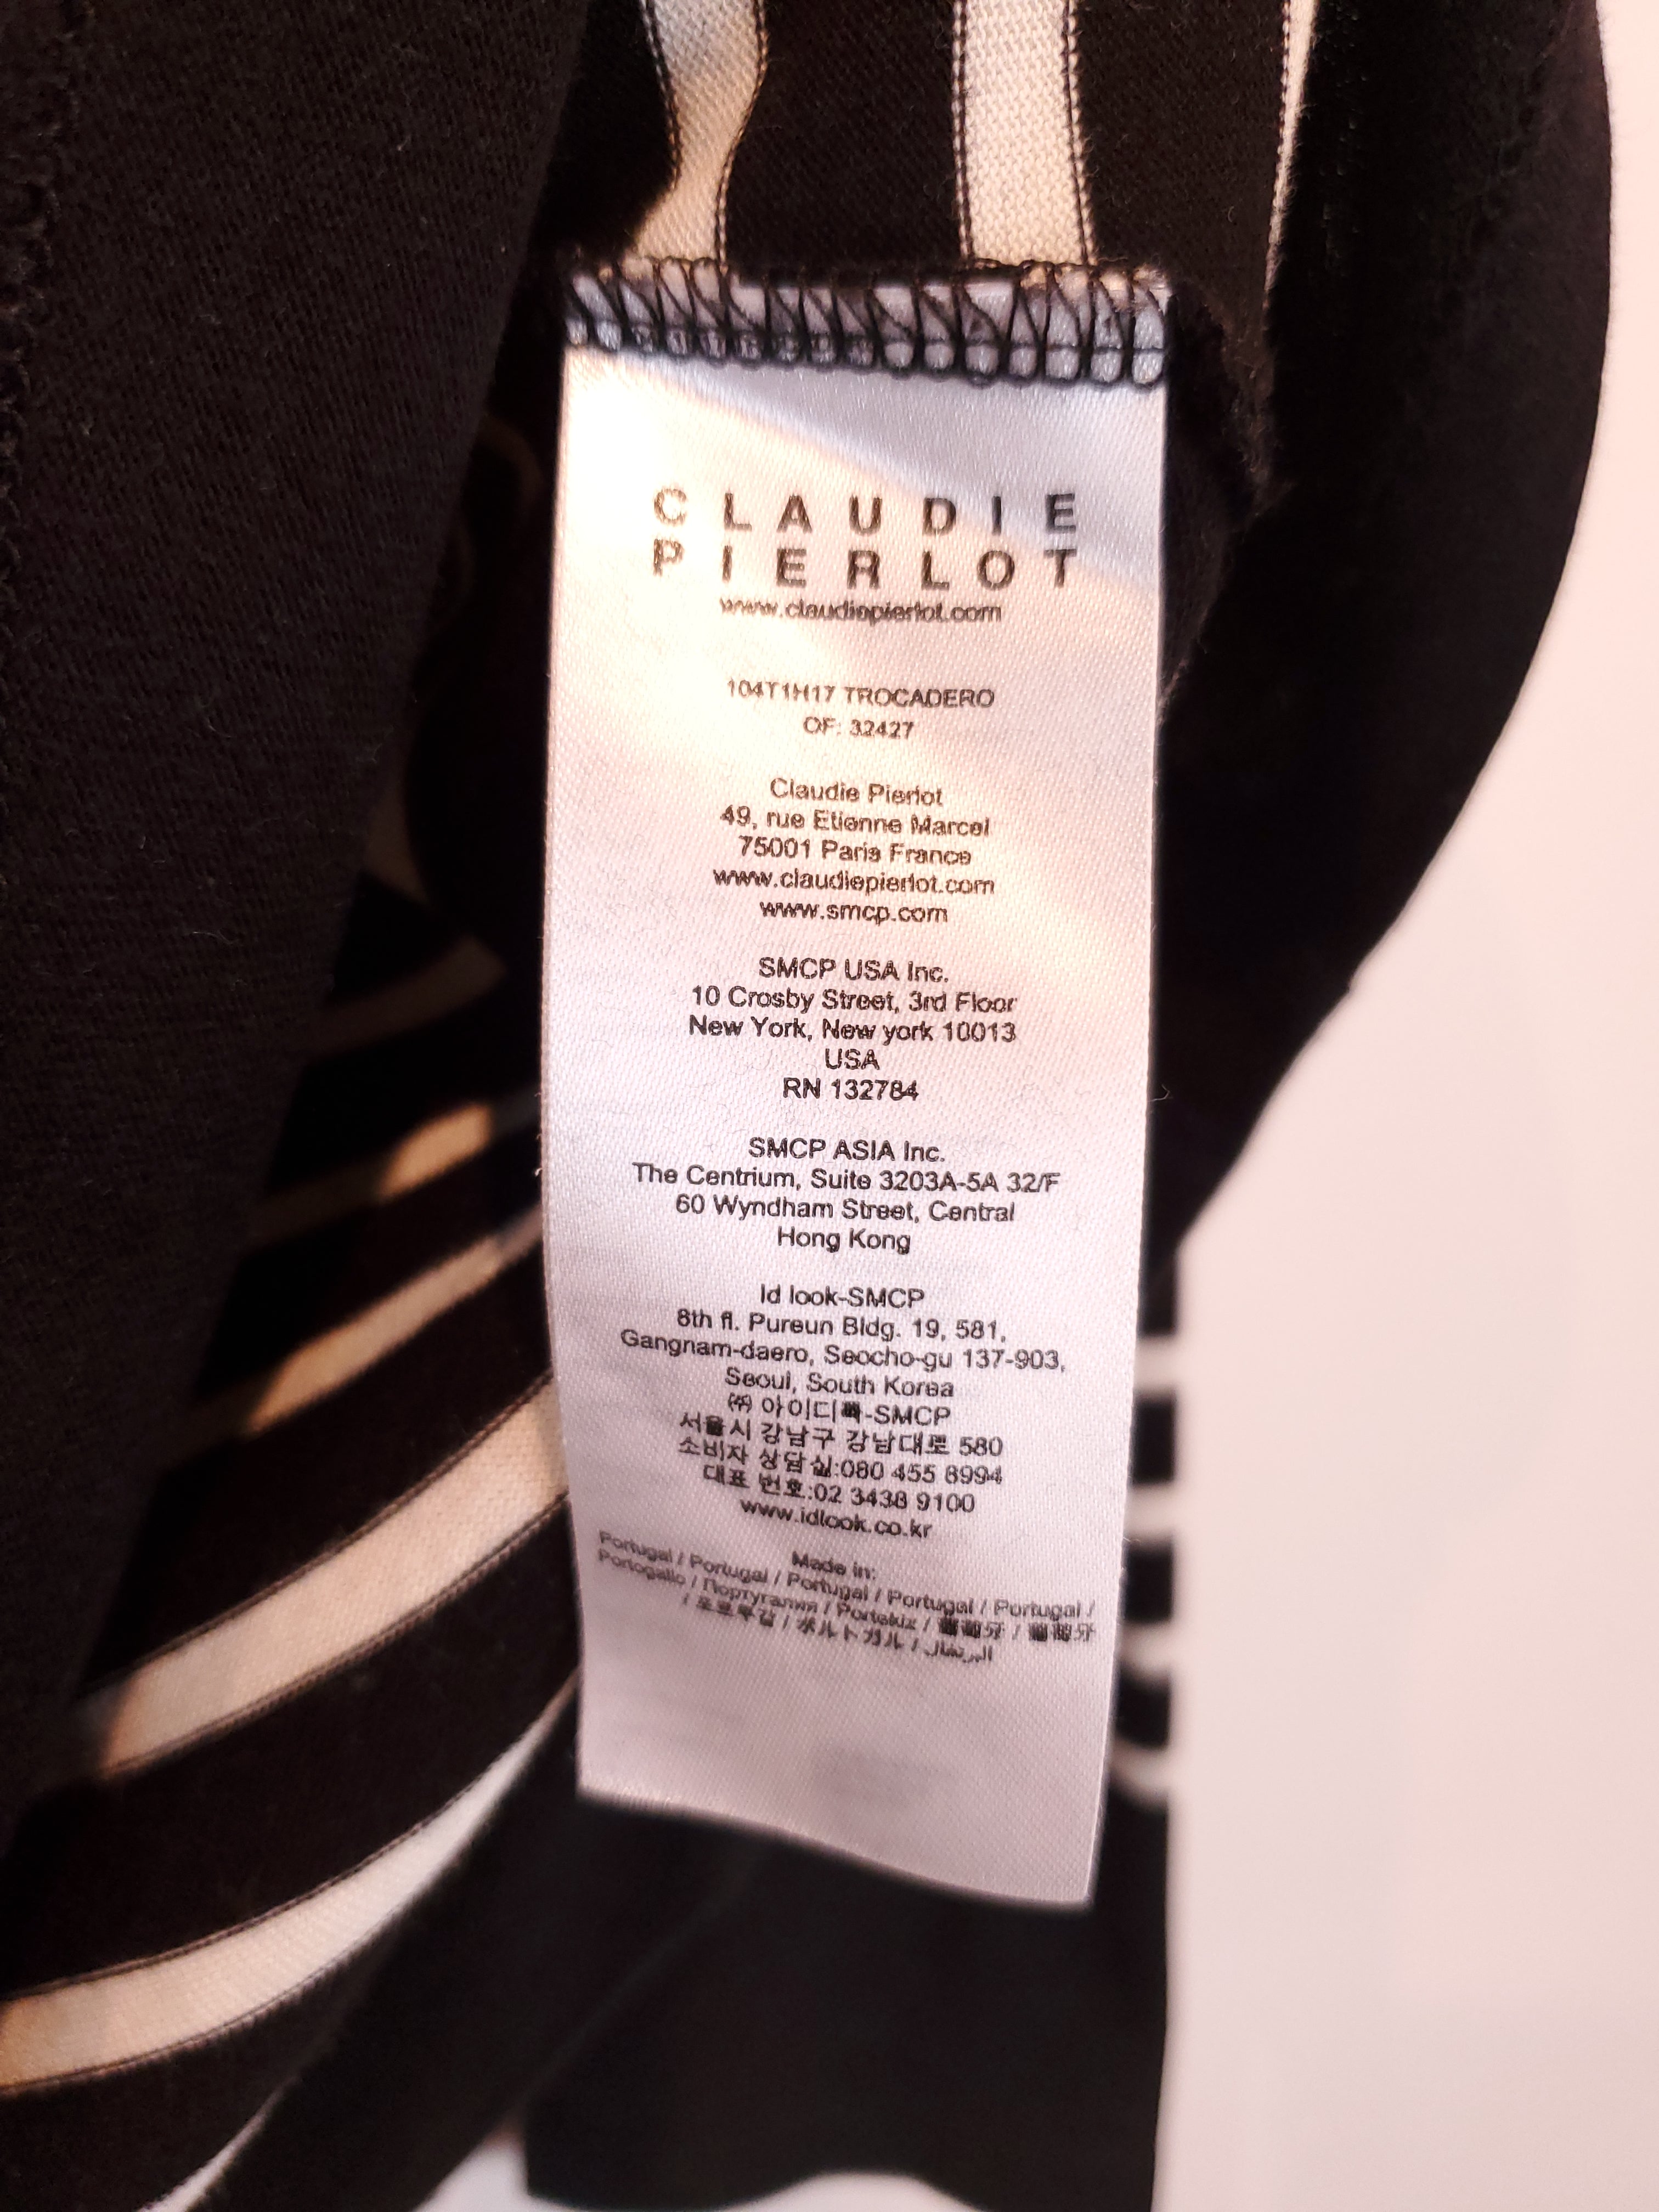 CLAUDIE
PIERLOT
www.claudiepierlot.com
104T1H17 TROCADERO
OF: 32427
Claudie Pierlot
49, rue Etienne Marcel
75001 Paris France
www.claudiepierlot.com
www.smcp.com
SMCP USA Inc.
10 Crosby Street, 3rd Floor
New York, New york 10013
USA
RN 132784
SMCP ASIA Inc.
The Centrium, Suite 3203A-5A 32/F
60 Wyndham Street, Central
Hong Kong
Id look-SMCP
8th fl. Pureun Bldg. 19, 581,
Gangnam-daero, Seocho-gu 137-903,
Seoul, South Korea
㈜ 아이디룩-SMCP
서울시 강남구 강남대로 580
소비자 상담실:080 455 8994
대표 번호:02 3438 9100
www.idlook.co.kr
Made in:
Portugal / Portugal / Portugal / Portugal / Portugal /
Portogallo / Португалия / Portekiz / 葡萄牙 / 葡萄牙
/ 포르투갈 / ポルトガル / البرتغال